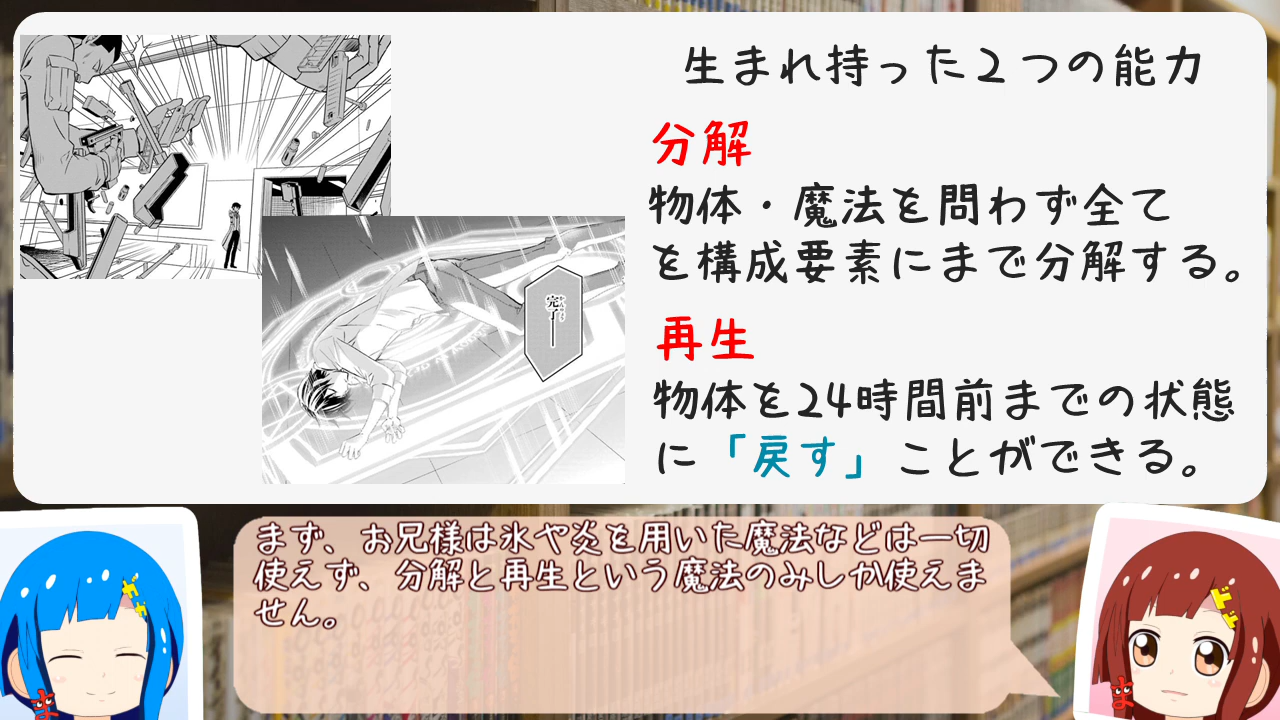 生まれ持った２つの能力
分解
物体・魔法を問わず全て
を構成要素にまで分解する。
完了―
再生
物体を24時間前までの状態
に「戻す」ことができる。
まず、お兄様は氷や炎を用いた魔法などは一切
使えず、分解と再生という魔法のみしか使えま
せん。
ま
ま